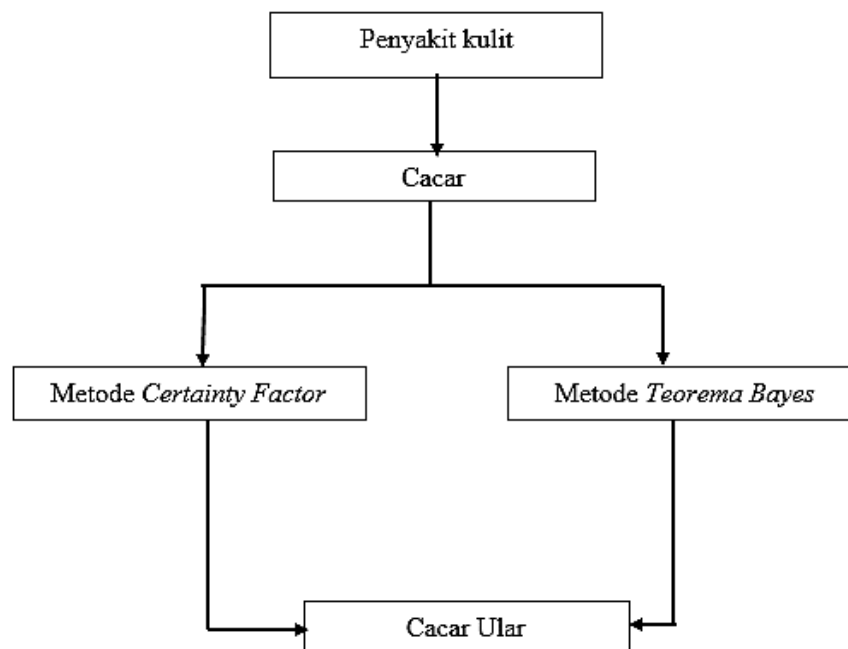 Penyakit kulit
Cacar
Metode Certainty Factor
Metode Teorema Bayes
Cacar Ular